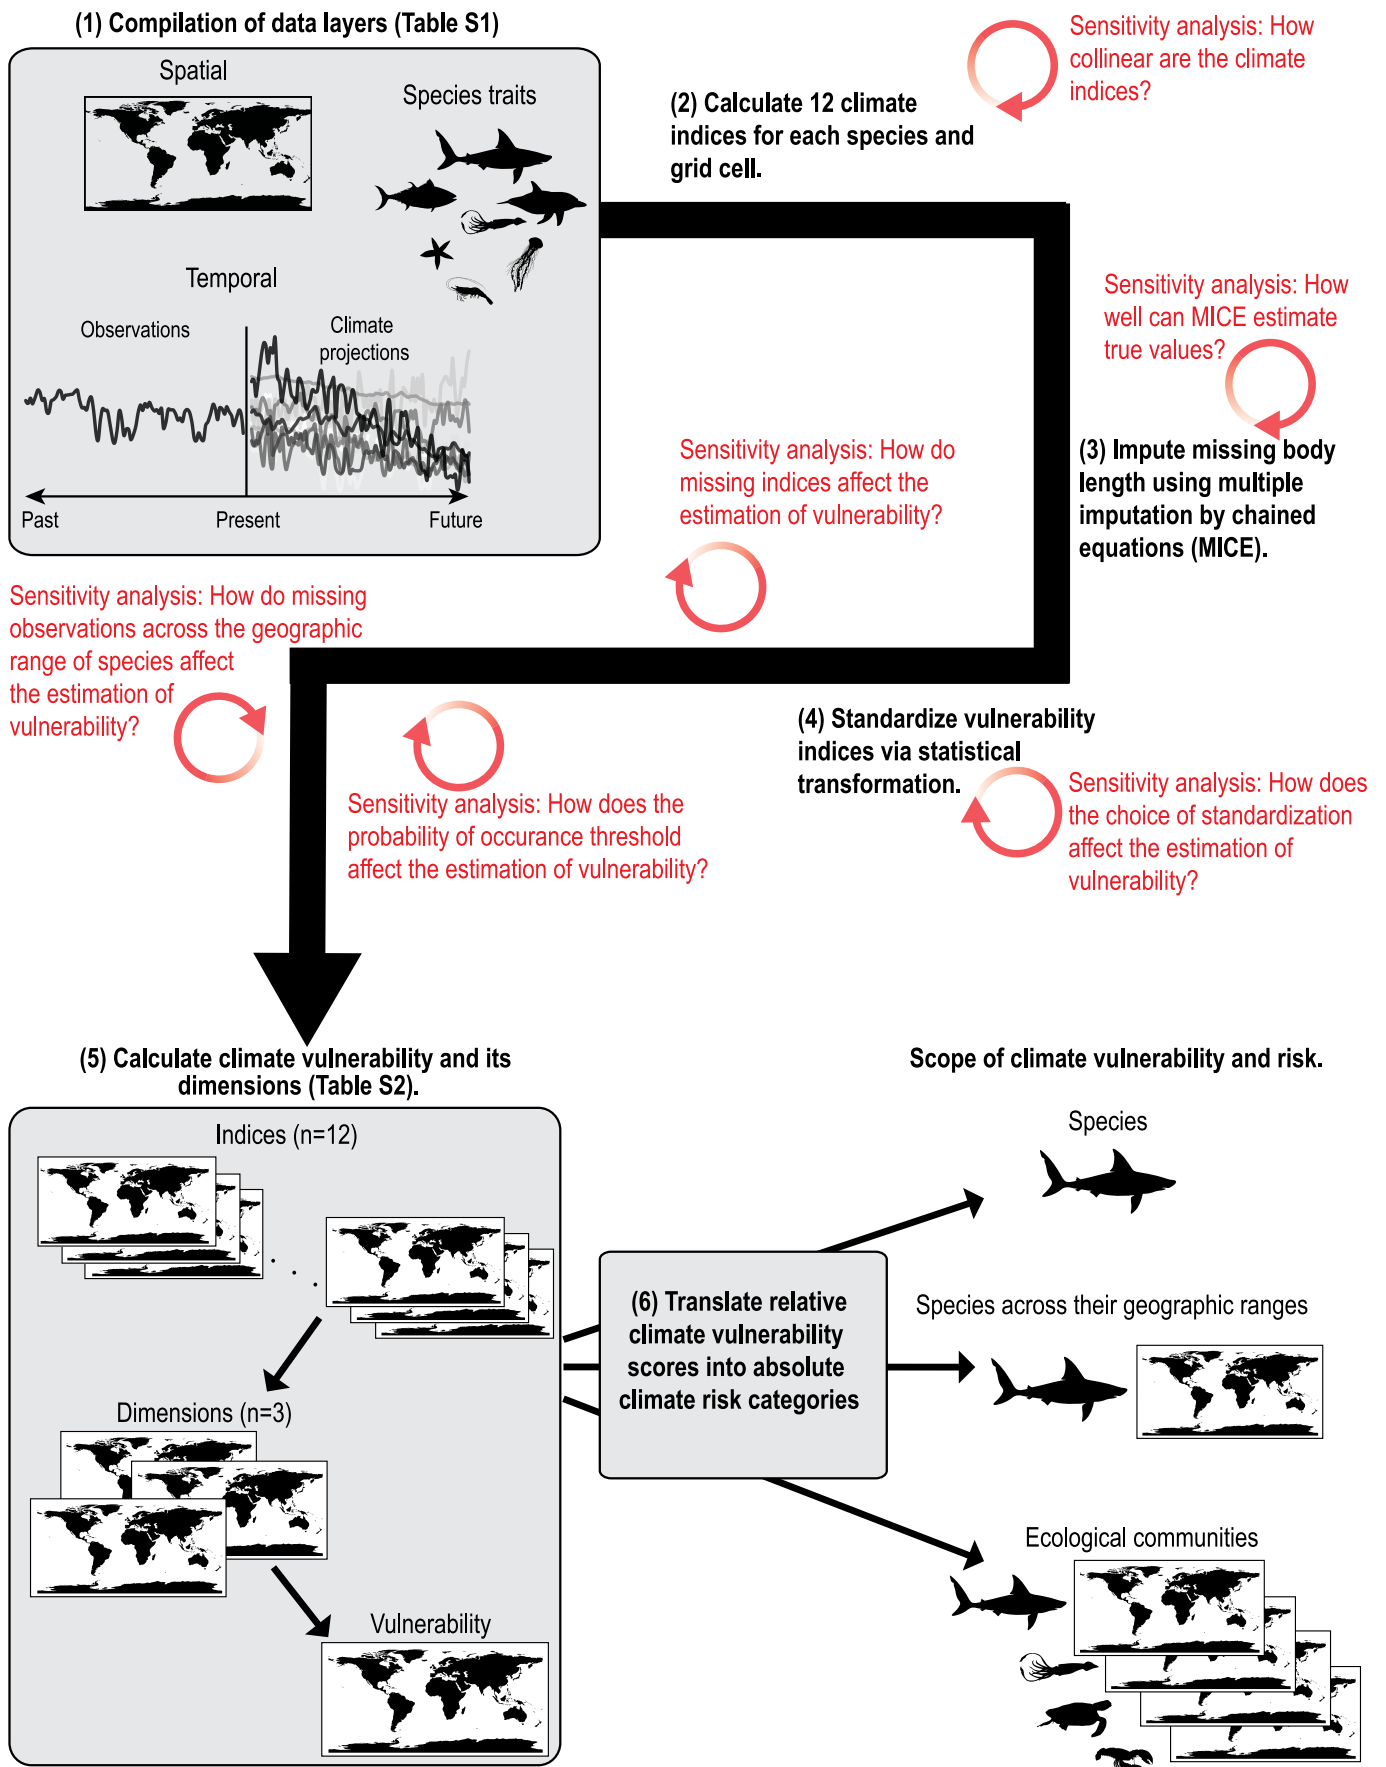 (1) Compilation of data layers (Table S1)
Spatial
Species traits
Temporal
Observations
Climate
projections
Past
Present
Future
(2) Calculate 12 climate
indices for each species and
grid cell.
Sensitivity analysis: How
collinear are the climate
indices?
Sensitivity analysis: How
well can MICE estimate
true values?
(3) Impute missing body
length using multiple
imputation by chained
equations (MICE).
Sensitivity analysis: How do
missing indices affect the
estimation of vulnerability?
Sensitivity analysis: How do missing
observations across the geographic
range of species affect
the estimation of
vulnerability?
(4) Standardize vulnerability
indices via statistical
transformation.
Sensitivity analysis: How does
the choice of standardization
affect the estimation of
vulnerability?
Sensitivity analysis: How does the
probability of occurance threshold
affect the estimation of vulnerability?
(5) Calculate climate vulnerability and its
dimensions (Table S2).
Indices (n=12)
Dimensions (n=3)
Vulnerability
(6) Translate relative
climate vulnerability
scores into absolute
climate risk categories
Scope of climate vulnerability and risk.
Species
Species across their geographic ranges
Ecological communities